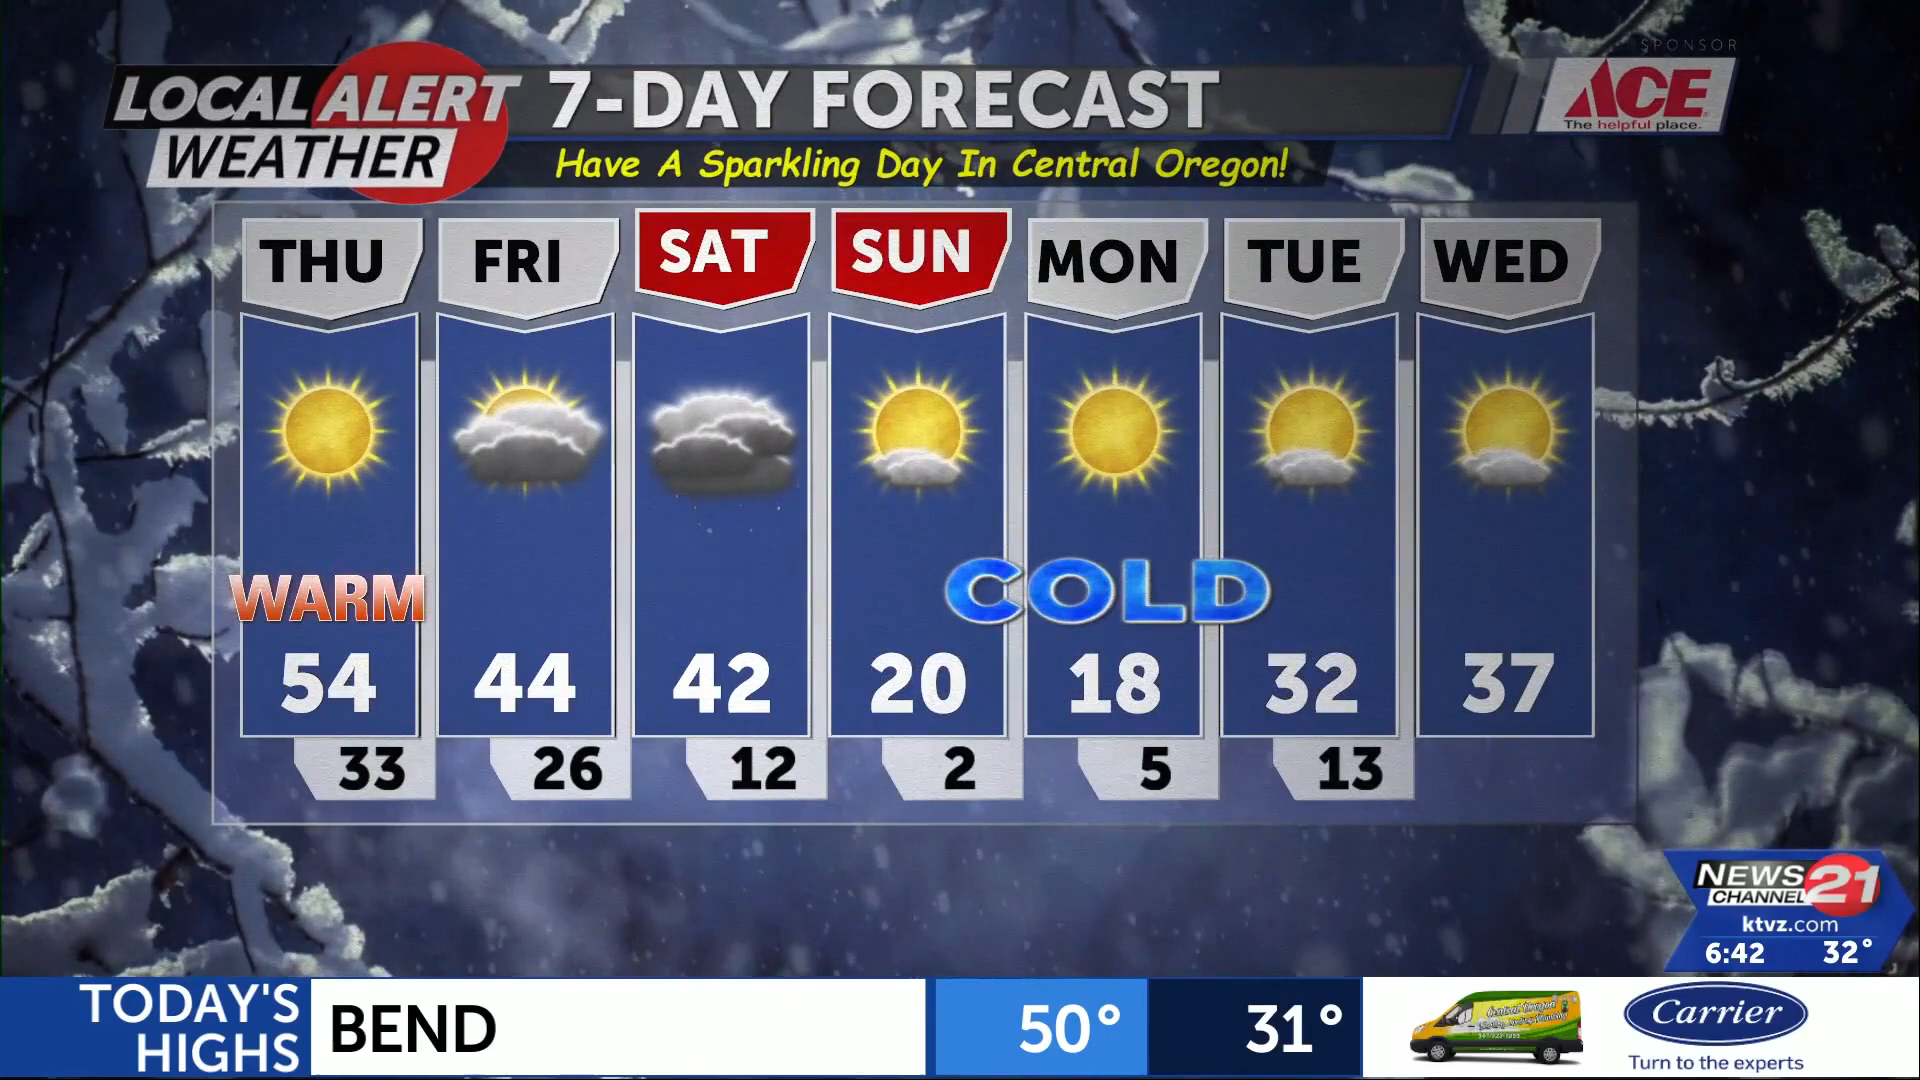 SPONSOR
LOCAL ALERT
WEATHER
7-DAY FORECAST
ACE
The helpful place.
Have A Sparkling Day In Central Oregon!
THU FRI SAT SUN MON TUE WED
WARM
COLD
54 44 42 20 18 32 37
33 26 12 2 5 13
NEWS
CHANNEL 21
ktvz.com
6:42 32°
TODAY'S
HIGHS
BEND 50° 31°
Central Oregon
Carrier
Turn to the experts